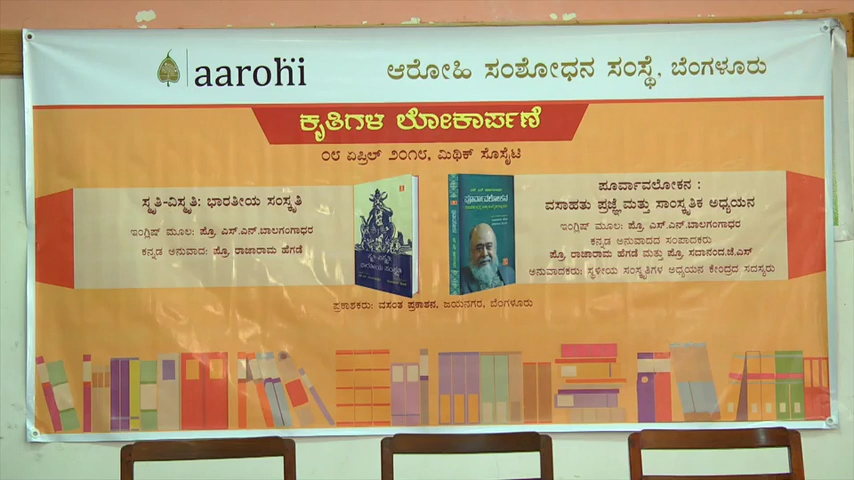 aarohi
ಆರೋಹಿ ಸಂಶೋಧನ ಸಂಸ್ಥೆ, ಬೆಂಗಳೂರು
ಕೃತಿಗಳ ಲೋಕಾರ್ಪಣೆ
೦೮ ಏಪ್ರಿಲ್ ೨೦೧೮, ಮಿಥಿಕ್ ಸೊಸೈಟಿ
ಸ್ಮೃತಿ-ವಿಸ್ಮೃತಿ: ಭಾರತೀಯ ಸಂಸ್ಕೃತಿ
ಇಂಗ್ಲಿಷ್ ಮೂಲ: ಪ್ರೊ. ಎಸ್.ಎನ್.ಬಾಲಗಂಗಾಧರ
ಕನ್ನಡ ಅನುವಾದ: ಪ್ರೊ. ರಾಜಾರಾಮ ಹೆಗಡೆ
ಪೂರ್ವಾವಲೋಕನ
ಪೂರ್ವಾವಲೋಕನ :
ವಸಾಹತು ಪ್ರಜ್ಞೆ ಮತ್ತು ಸಾಂಸ್ಕೃತಿಕ ಅಧ್ಯಯನ
ಇಂಗ್ಲಿಷ್ ಮೂಲ: ಪ್ರೊ. ಎಸ್.ಎನ್.ಬಾಲಗಂಗಾಧರ
ಕನ್ನಡ ಅನುವಾದದ ಸಂಪಾದಕರು
ಪ್ರೊ. ರಾಜಾರಾಮ ಹೆಗಡೆ ಮತ್ತು ಪ್ರೊ. ಸದಾನಂದ.ಜೆ.ಎಸ್
ಅನುವಾದಕರು: ಸ್ಥಳೀಯ ಸಂಸ್ಕೃತಿಗಳ ಅಧ್ಯಯನ ಕೇಂದ್ರದ ಸದಸ್ಯರು
ಪ್ರಕಾಶಕರು: ವಸಂತ ಪ್ರಕಾಶನ, ಜಯನಗರ, ಬೆಂಗಳೂರು